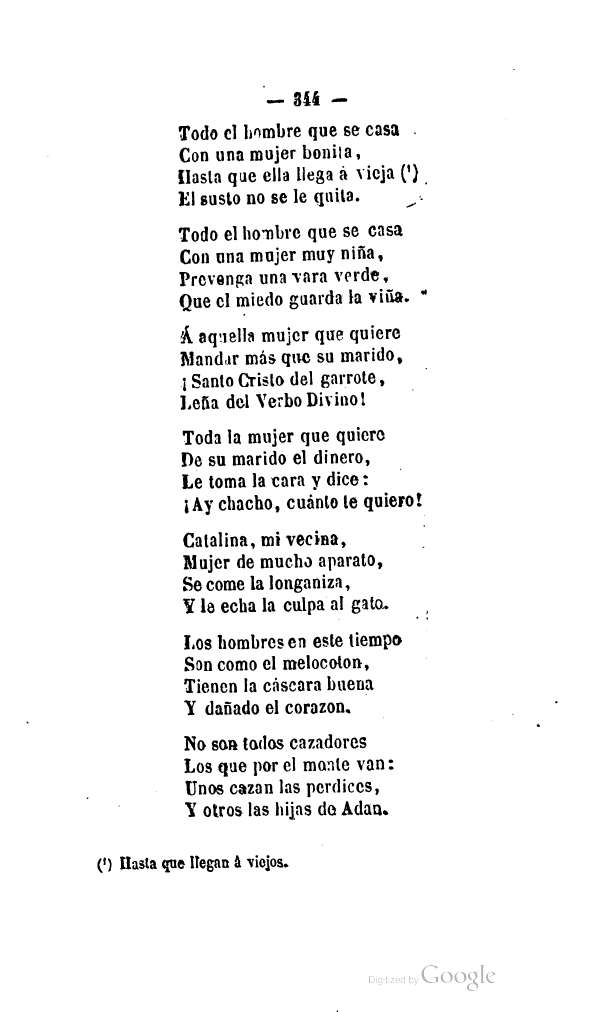 — 344 —
Todo el hombre que se casa
Con una mujer bonita,
Hasta que ella llega á vieja (¹)
El susto no se le quita.
Todo el hombre que se casa
Con una mujer muy niña,
Prevenga una vara verde,
Que el miedo guarda la viña.
Á aquella mujer que quiere
Mandar más que su marido,
¡Santo Cristo del garrote,
Leña del Verbo Divino!
Toda la mujer que quiere
De su marido el dinero,
Le toma la cara y dice:
¡Ay chacho, cuánto te quiero!
Catalina, mi vecina,
Mujer de mucho aparato,
Se come la longaniza,
Y le echa la culpa al gato.
Los hombres en este tiempo
Son como el melocoton,
Tienen la cáscara buena
Y dañado el corazon.
No son todos cazadores
Los que por el monte van:
Unos cazan las perdices,
Y otros las hijas de Adan.
(¹) Hasta que llegan á viejos.
Digitized by Google